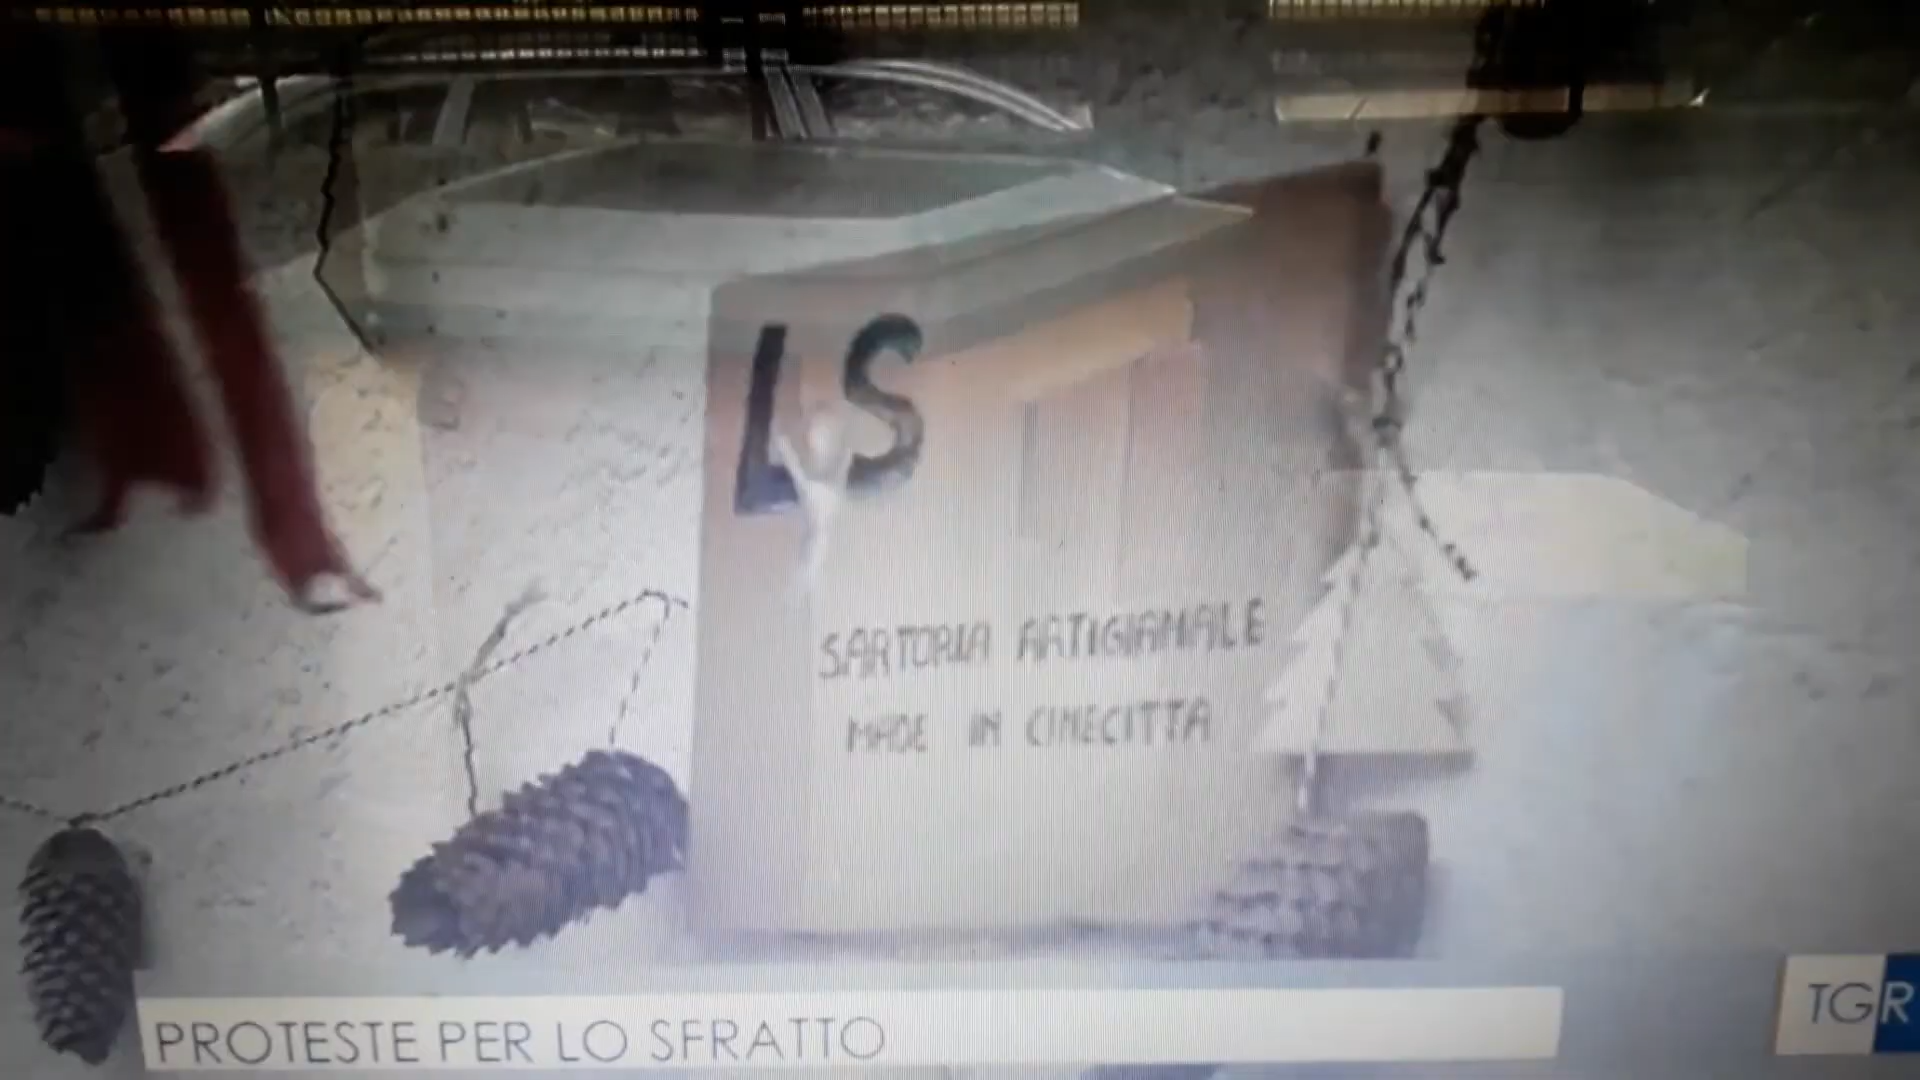 LS
SARTORIA ARTIGIANALE
MADE IN CINECITTA
PROTESTE PER LO SFRATTO
TGR